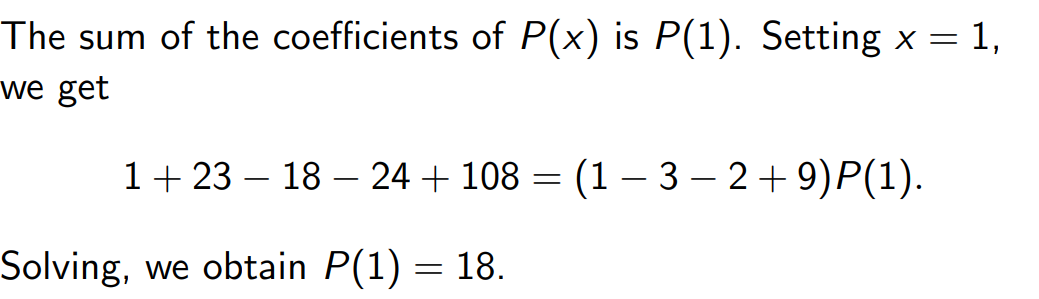 The sum of the coefficients of P(x) is P(1). Setting x = 1,
we get
1 + 23 − 18 − 24 + 108 = (1 − 3 − 2 + 9)P(1).
Solving, we obtain P(1) = 18.